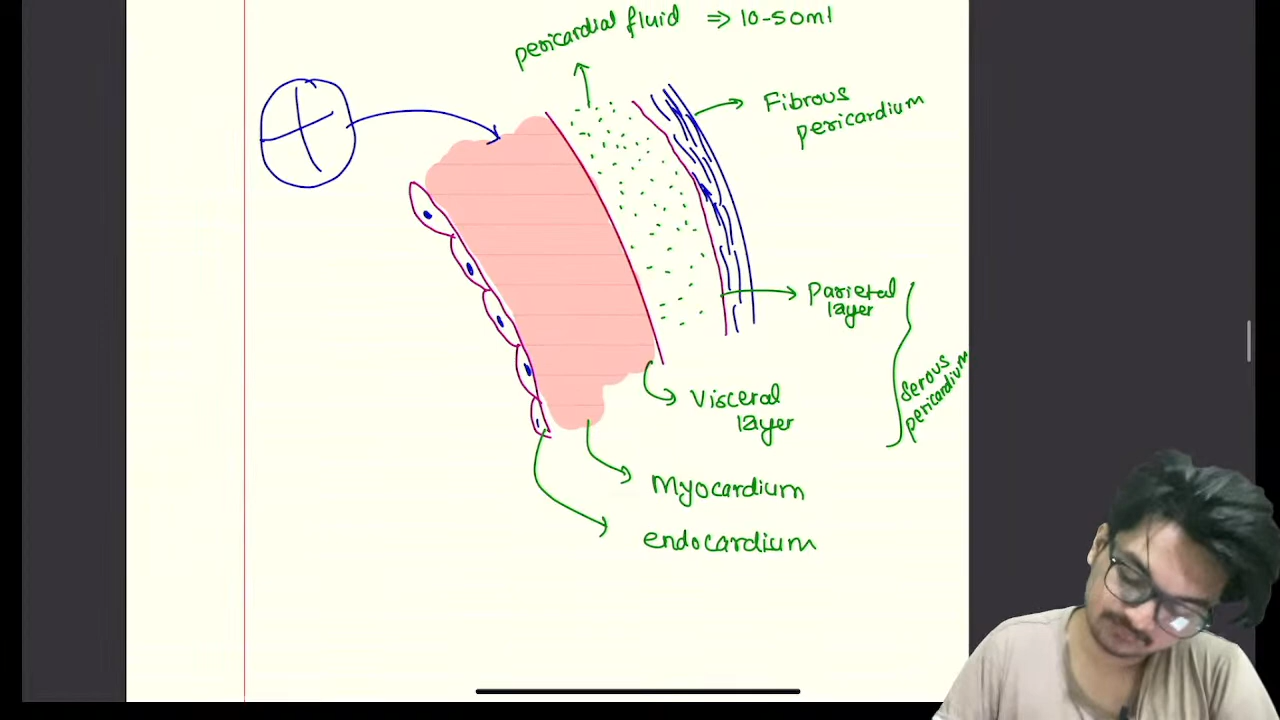 pericardial fluid ⇒ 10-50ml
Fibrous
pericardium
Parietal
layer
Serous
pericardium
Visceral
layer
Myocardium
endocardium